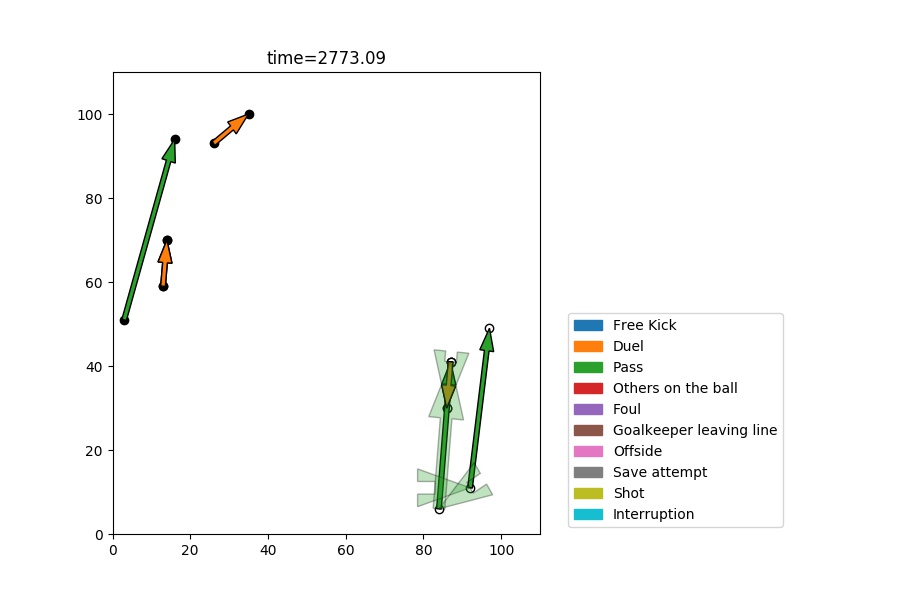 time=2773.09
100
80
60
40
20
0
0 20 40 60 80 100
Free Kick
Duel
Pass
Others on the ball
Foul
Goalkeeper leaving line
Offside
Save attempt
Shot
Interruption